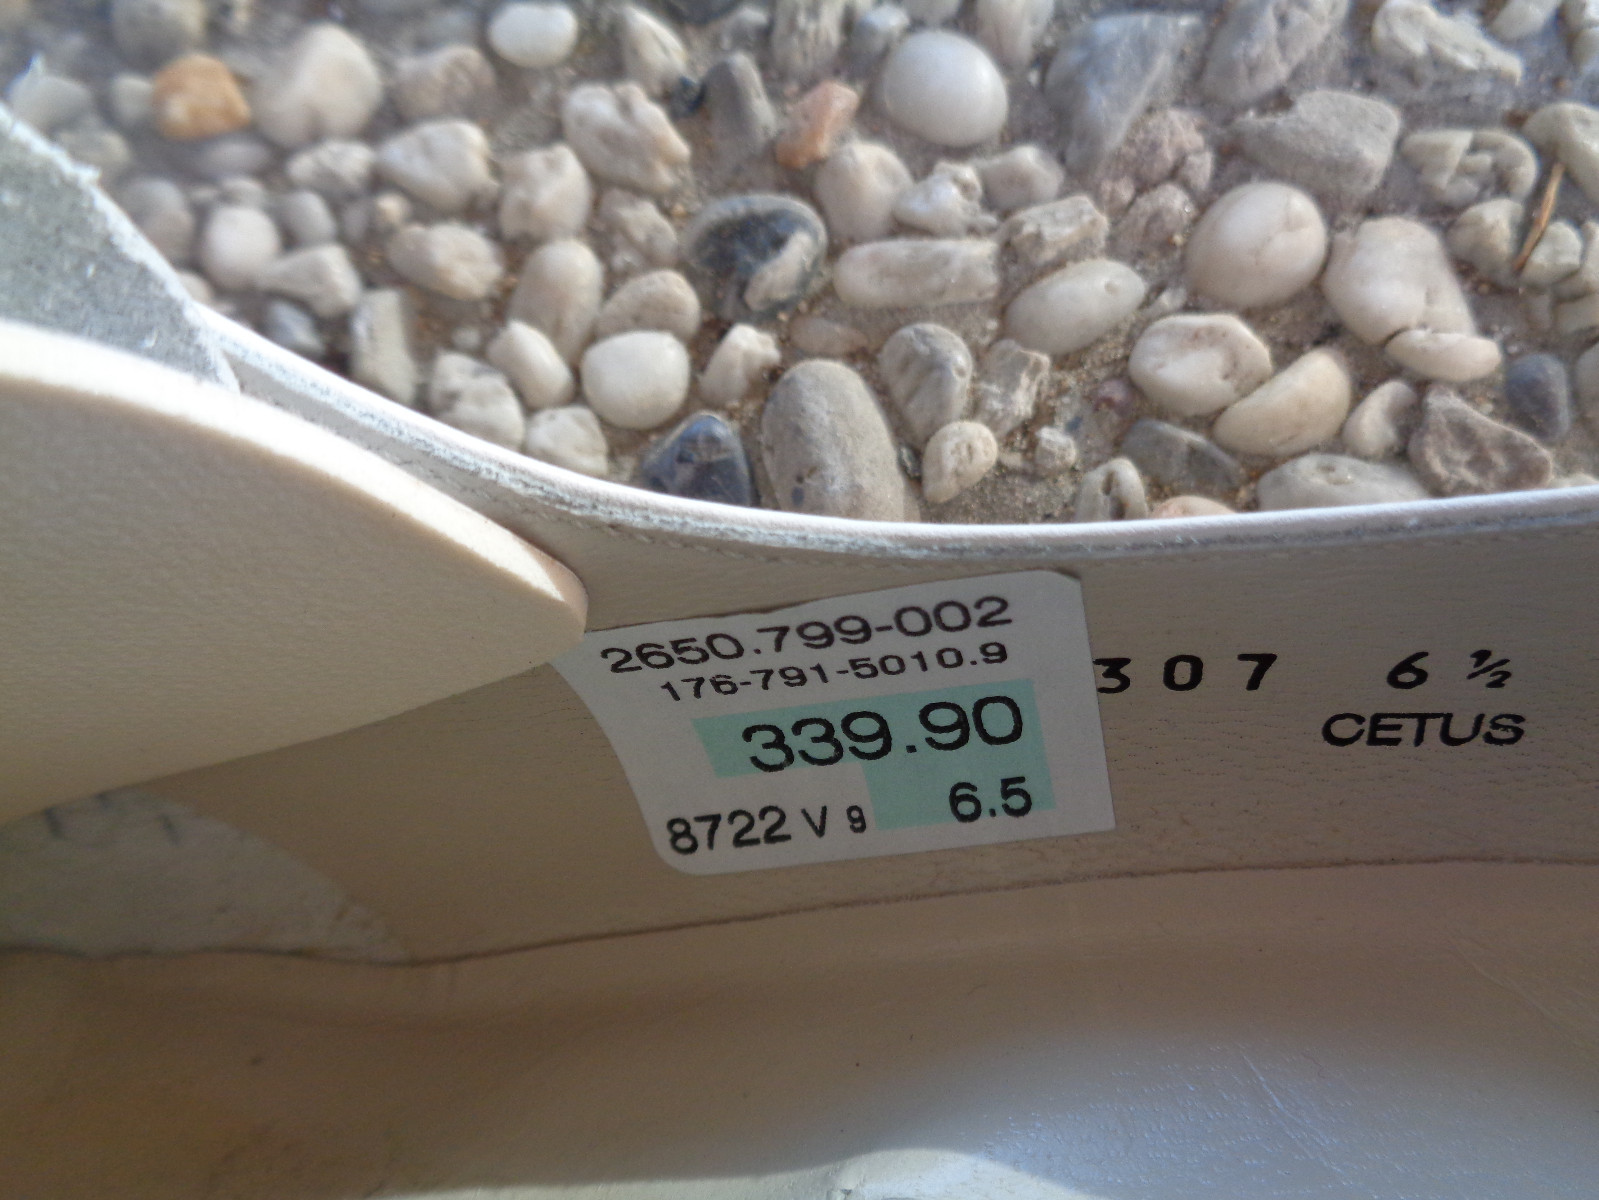 2650.799-002
176-791-5010.9
339.90
8722 V 9 6.5
307 6 ½
CETUS